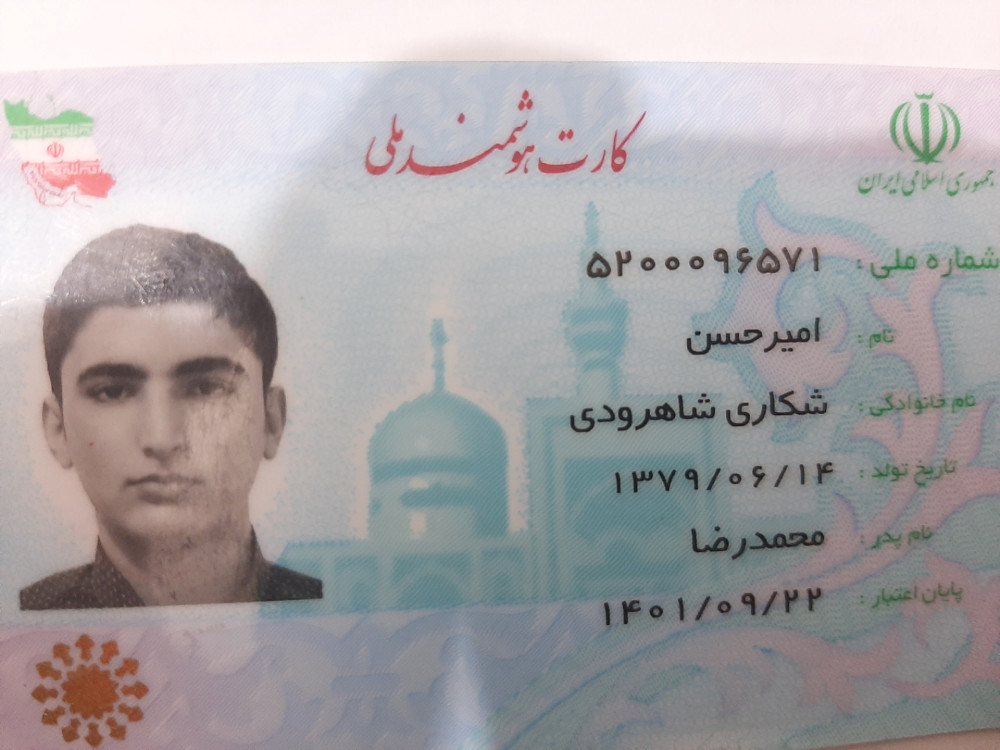 کارت هوشمند ملی
جمهوری اسلامی ایران
شماره ملی: ۵۲۰۰۰۹۶۵۷۱
نام: امیرحسن
نام خانوادگی: شکاری شاهرودی
تاریخ تولد: ۱۳۷۹/۰۶/۱۴
نام پدر: محمدرضا
پایان اعتبار: ۱۴۰۱/۰۹/۲۲